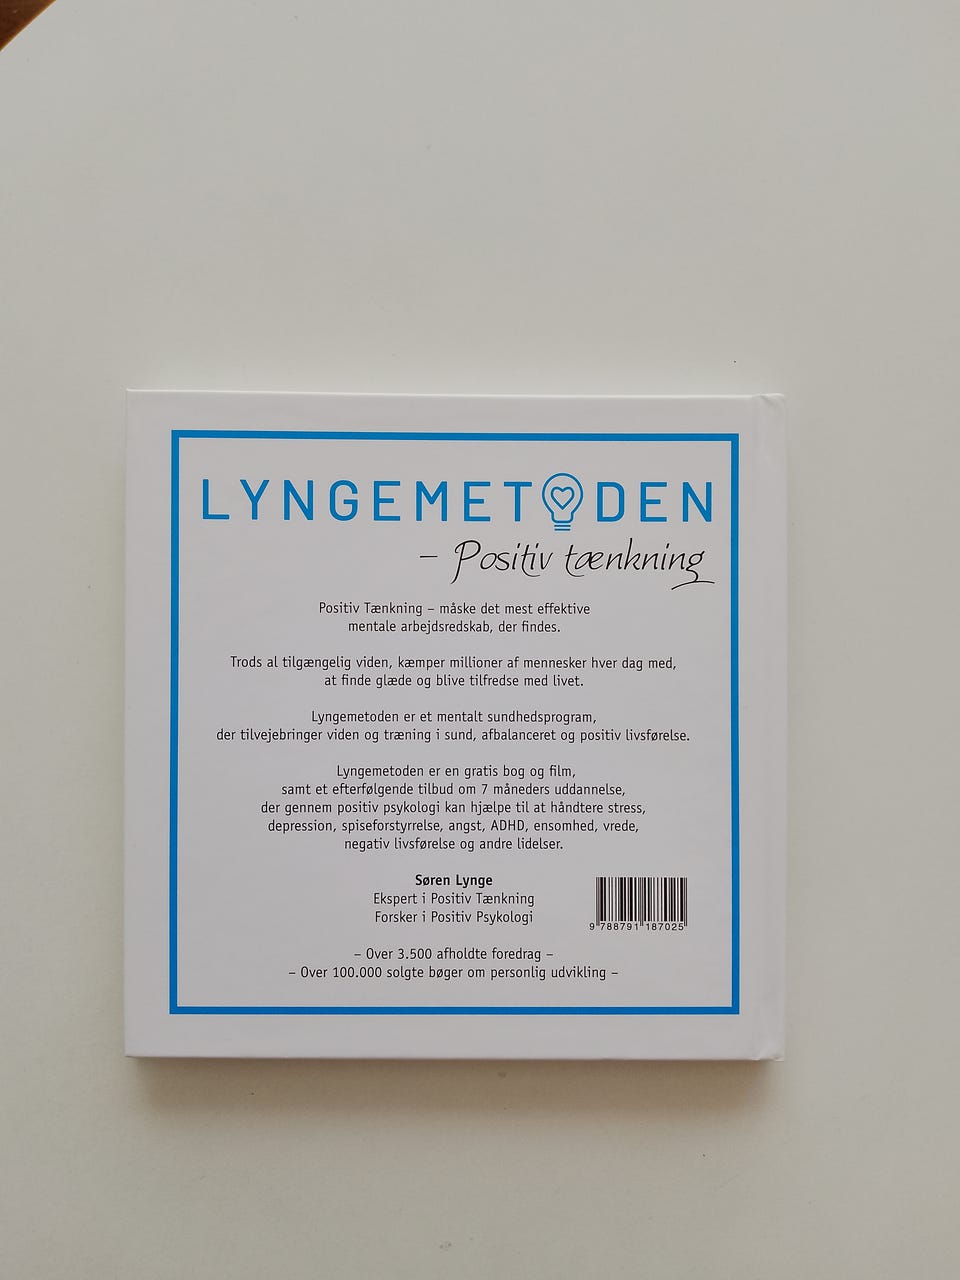 LYNGEMETODEN
– Positiv tænkning
Positiv Tænkning – måske det mest effektive
mentale arbejdsredskab, der findes.
Trods al tilgængelig viden, kæmper millioner af mennesker hver dag med,
at finde glæde og blive tilfredse med livet.
Lyngemetoden er et mentalt sundhedsprogram,
der tilvejebringer viden og træning i sund, afbalanceret og positiv livsførelse.
Lyngemetoden er en gratis bog og film,
samt et efterfølgende tilbud om 7 måneders uddannelse,
der gennem positiv psykologi kan hjælpe til at håndtere stress,
depression, spiseforstyrrelse, angst, ADHD, ensomhed, vrede,
negativ livsførelse og andre lidelser.
Søren Lynge
Ekspert i Positiv Tænkning
Forsker i Positiv Psykologi
9 788791 187025
– Over 3.500 afholdte foredrag –
– Over 100.000 solgte bøger om personlig udvikling –